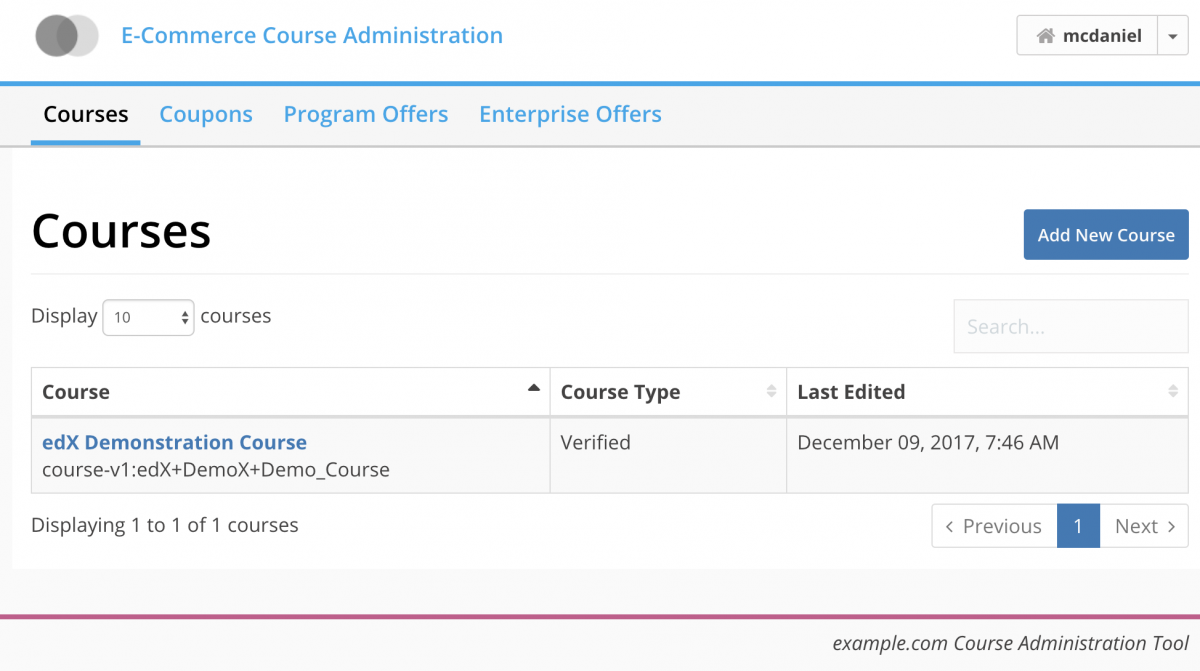 E-Commerce Course Administration
mcdaniel
Courses Coupons Program Offers Enterprise Offers
Courses
Add New Course
Display 10 courses
Search...
Course Course Type Last Edited
edX Demonstration Course Verified December 09, 2017, 7:46 AM
course-v1:edX+DemoX+Demo_Course
Displaying 1 to 1 of 1 courses
‹ Previous 1 Next ›
example.com Course Administration Tool